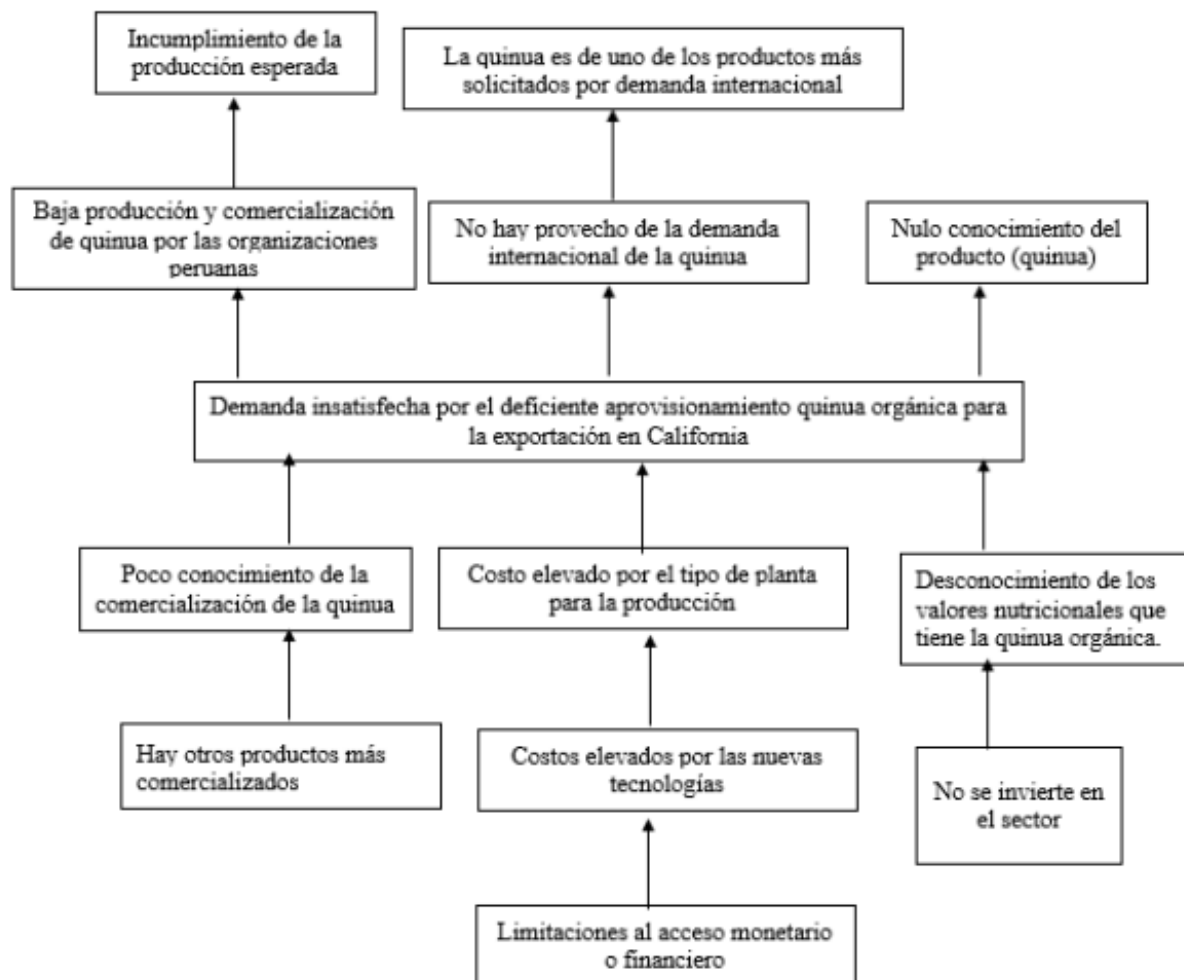 Incumplimiento de la
producción esperada
La quinua es de uno de los productos más
solicitados por demanda internacional
Baja producción y comercialización
de quinua por las organizaciones
peruanas
No hay provecho de la demanda
internacional de la quinua
Nulo conocimiento del
producto (quinua)
Demanda insatisfecha por el deficiente aprovisionamiento quinua orgánica para
la exportación en California
Poco conocimiento de la
comercialización de la quinua
Costo elevado por el tipo de planta
para la producción
Desconocimiento de los
valores nutricionales que
tiene la quinua orgánica.
Hay otros productos más
comercializados
Costos elevados por las nuevas
tecnologías
No se invierte en
el sector
Limitaciones al acceso monetario
o financiero